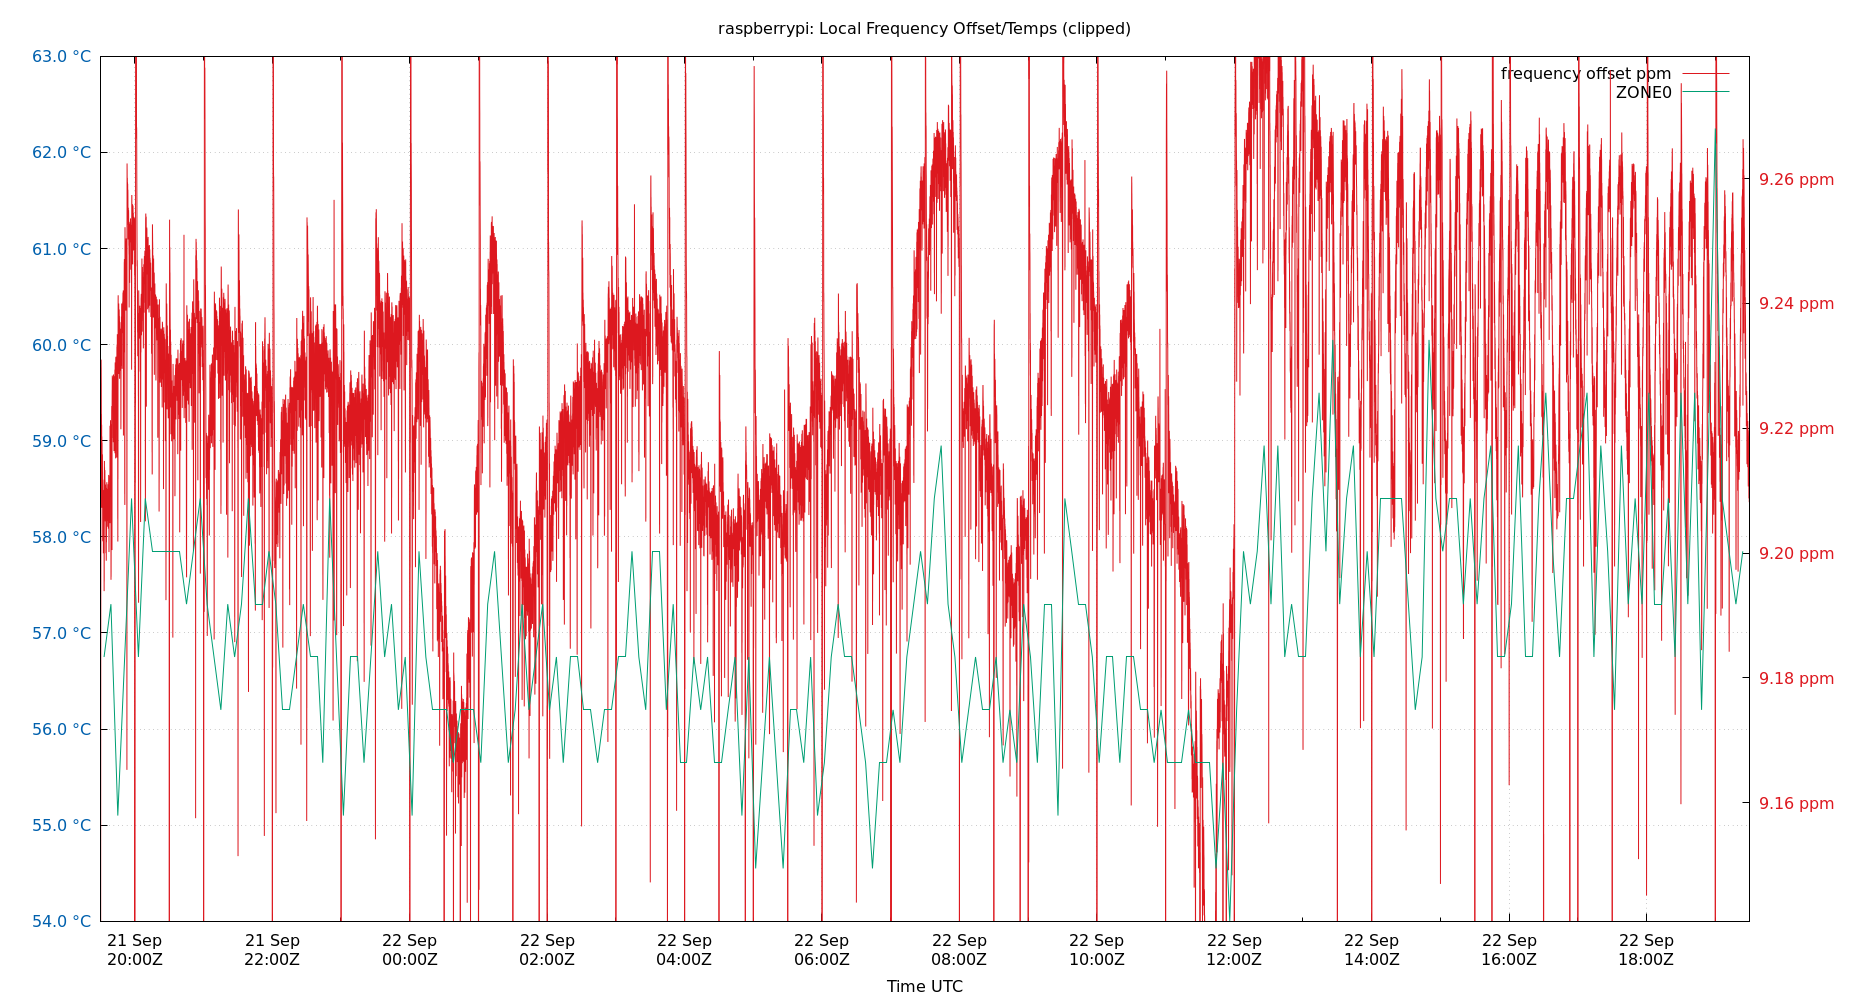 raspberrypi: Local Frequency Offset/Temps (clipped)
63.0 °C
62.0 °C
61.0 °C
60.0 °C
59.0 °C
58.0 °C
57.0 °C
56.0 °C
55.0 °C
54.0 °C
frequency offset ppm
ZONE0
9.26 ppm
9.24 ppm
9.22 ppm
9.20 ppm
9.18 ppm
9.16 ppm
21 Sep 21 Sep 22 Sep 22 Sep 22 Sep 22 Sep 22 Sep 22 Sep 22 Sep 22 Sep 22 Sep 22 Sep
20:00Z 22:00Z 00:00Z 02:00Z 04:00Z 06:00Z 08:00Z 10:00Z 12:00Z 14:00Z 16:00Z 18:00Z
Time UTC